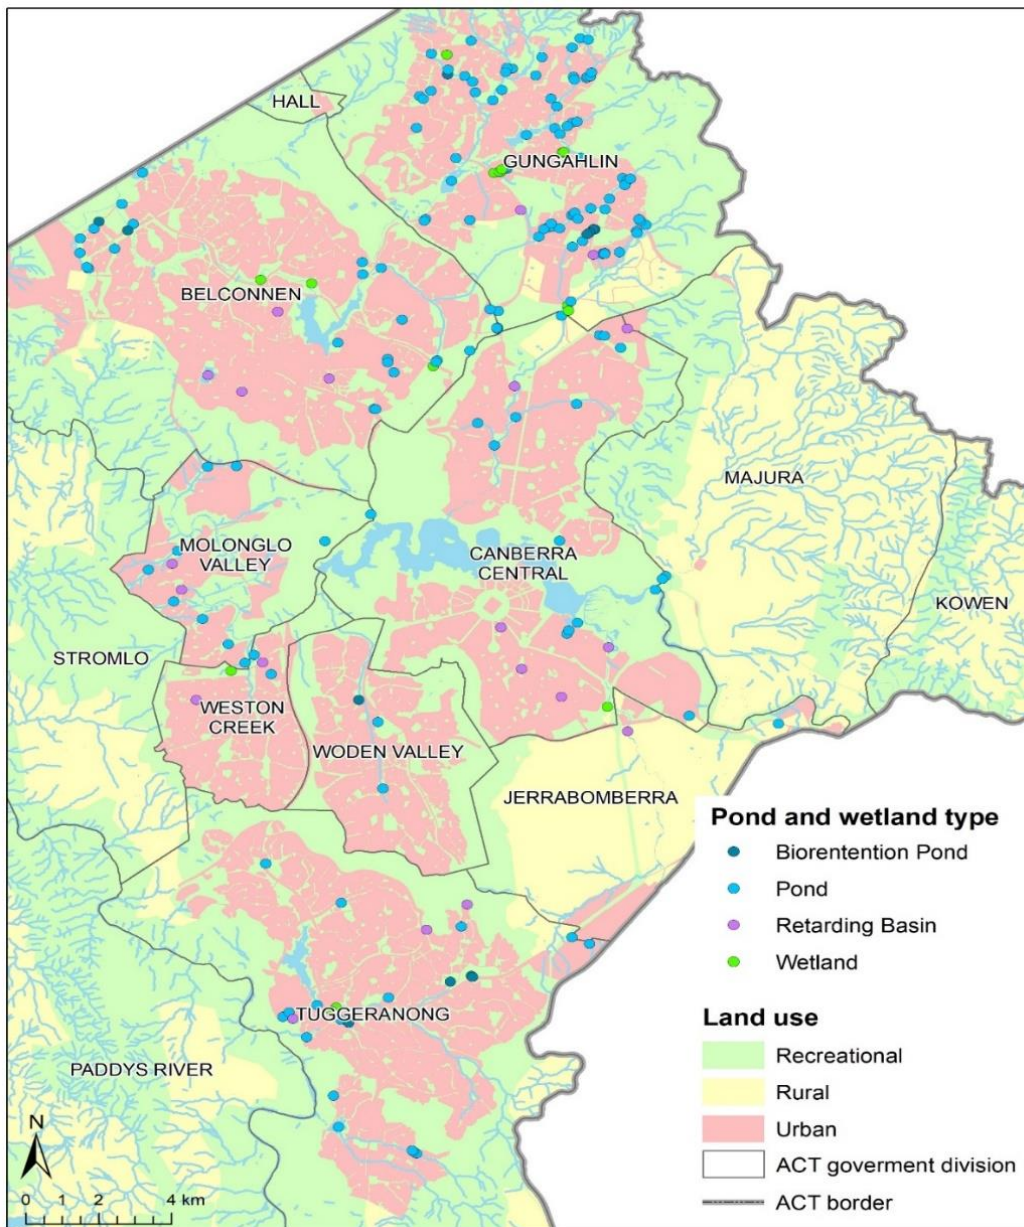 HALL
GUNGAHLIN
BELCONNEN
MAJURA
MOLONGLO
VALLEY
CANBERRA
CENTRAL
KOWEN
STROMLO
WESTON
CREEK
WODEN VALLEY
JERRABOMBERRA
TUGGERANONG
PADDYS RIVER
N
0 1 2 4 km
Pond and wetland type
Biorentention Pond
Pond
Retarding Basin
Wetland
Land use
Recreational
Rural
Urban
ACT goverment division
ACT border